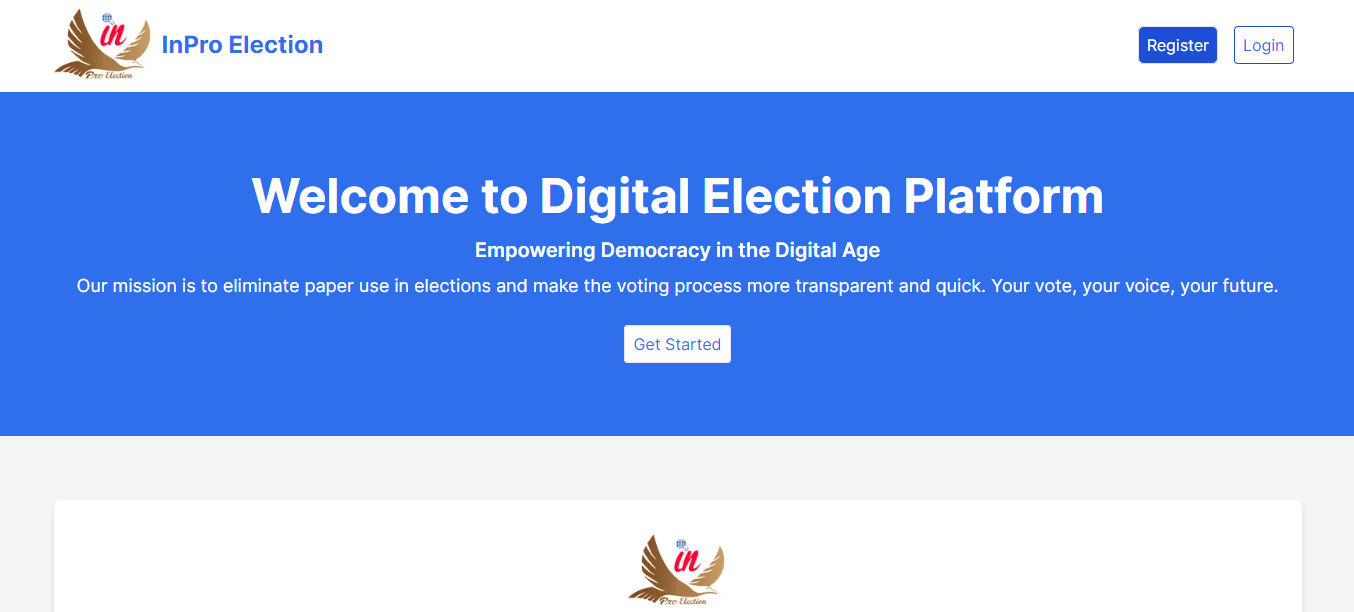 in
Pro Election
InPro Election
Register
Login
Welcome to Digital Election Platform
Empowering Democracy in the Digital Age
Our mission is to eliminate paper use in elections and make the voting process more transparent and quick. Your vote, your voice, your future.
Get Started
in
Pro Election